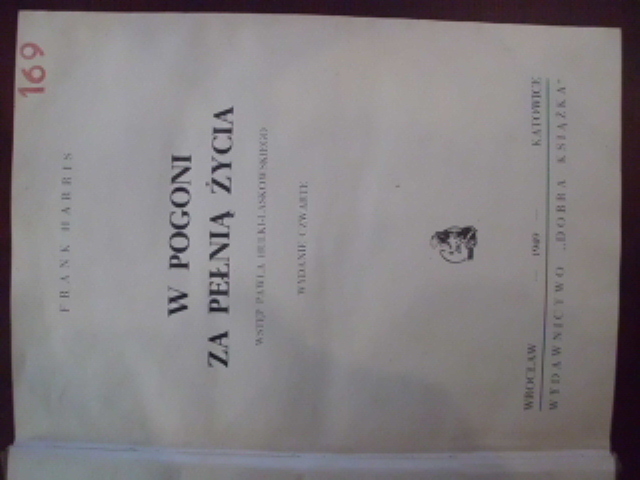 169
FRANK HARRIS
W POGONI
ZA PEŁNIĄ ŻYCIA
WSTĘP PAWŁA HULKI-LASKOWSKIEGO
WYDANIE CZWARTE
WROCŁAW — 1949 — KATOWICE
WYDAWNICTWO „DOBRA KSIĄŻKA"